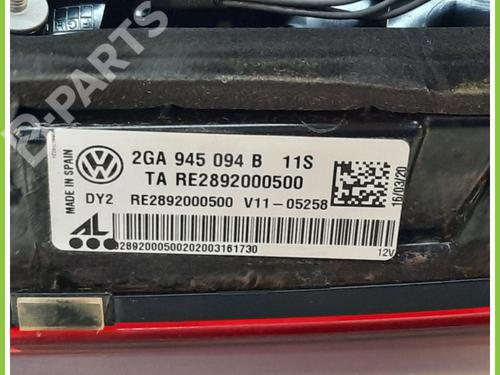 B-PARTS
MADE IN SPAIN
2GA 945 094 B 11S
TA RE2892000500
DY2 RE2892000500 V11-05258
16/03/20
AL
2892000500202003161730
12V